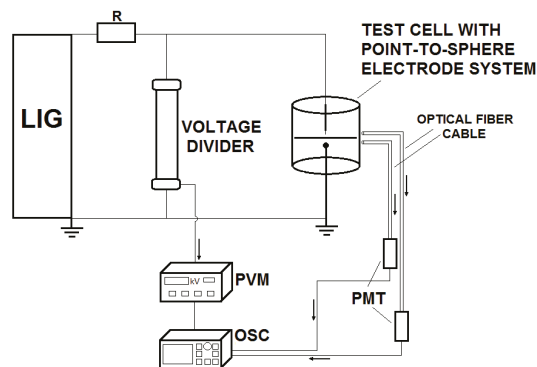 R
TEST CELL WITH
POINT-TO-SPHERE
ELECTRODE SYSTEM
LIG
VOLTAGE
DIVIDER
OPTICAL FIBER
CABLE
kV
PVM
PMT
OSC